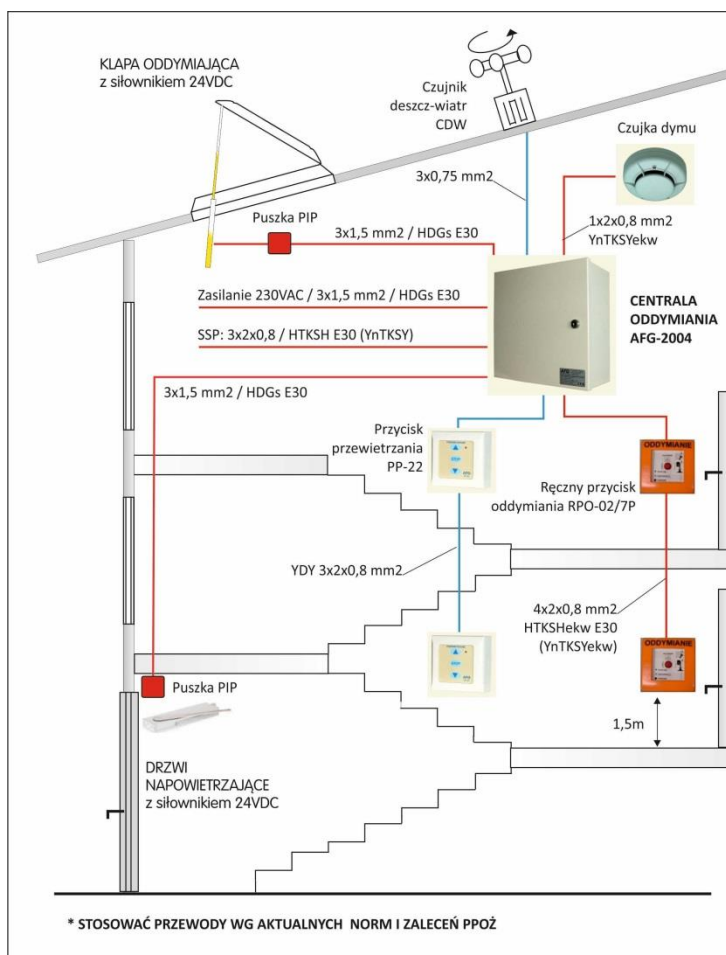 KLAPA ODDYMIAJĄCA
z siłownikiem 24VDC
Czujnik
deszcz-wiatr
CDW
Czujka dymu
3x0,75 mm2
1x2x0,8 mm2
YnTKSYekw
Puszka PIP
3x1,5 mm2 / HDGs E30
Zasilanie 230VAC / 3x1,5 mm2 / HDGs E30
SSP: 3x2x0,8 / HTKSH E30 (YnTKSY)
3x1,5 mm2 / HDGs E30
CENTRALA
ODDYMIANIA
AFG-2004
Przycisk
przewietrzania
PP-22
ODDYMIANIE
Ręczny przycisk
oddymiania RPO-02/7P
YDY 3x2x0,8 mm2
4x2x0,8 mm2
HTKSHekw E30
(YnTKSYekw)
ODDYMIANIE
Puszka PIP
1,5m
DRZWI
NAPOWIETRZAJĄCE
z siłownikiem 24VDC
* STOSOWAĆ PRZEWODY WG AKTUALNYCH NORM I ZALECEŃ PPOŻ